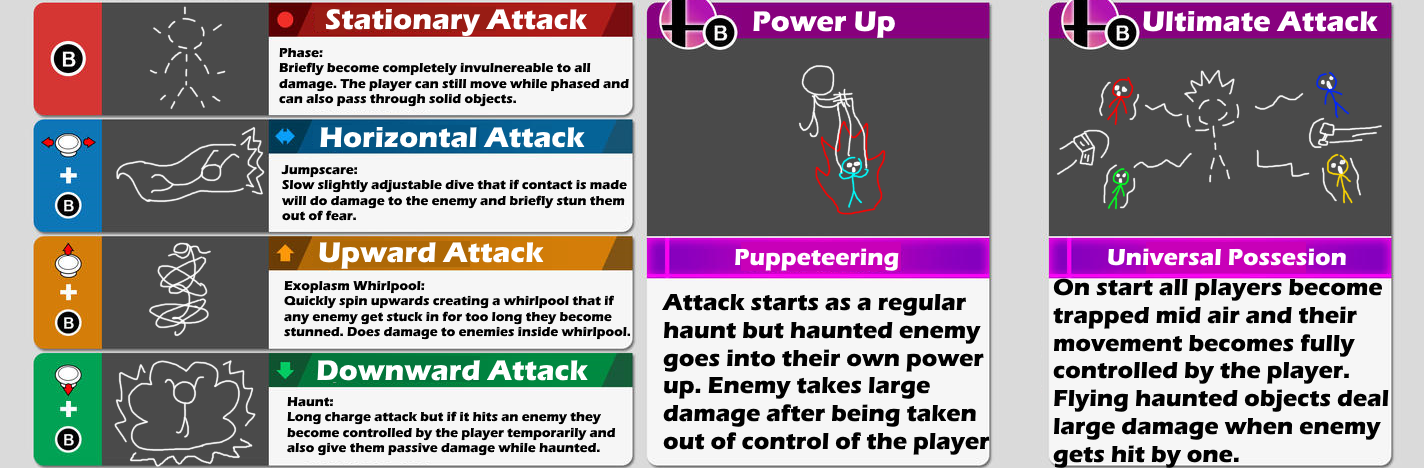 B
Stationary Attack
Phase:
Briefly become completely invulnereable to all
damage. The player can still move while phased and
can also pass through solid objects.
+
B
Horizontal Attack
Jumpscare:
Slow slightly adjustable dive that if contact is made
will do damage to the enemy and briefly stun them
out of fear.
+
B
Upward Attack
Exoplasm Whirlpool:
Quickly spin upwards creating a whirlpool that if
any enemy get stuck in for too long they become
stunned. Does damage to enemies inside whirlpool.
+
B
Downward Attack
Haunt:
Long charge attack but if it hits an enemy they
become controlled by the player temporarily and
also give them passive damage while haunted.
B
Power Up
Puppeteering
Attack starts as a regular
haunt but haunted enemy
goes into their own power
up. Enemy takes large
damage after being taken
out of control of the player
B
Ultimate Attack
Universal Possesion
On start all players become
trapped mid air and their
movement becomes fully
controlled by the player.
Flying haunted objects deal
large damage when enemy
gets hit by one.